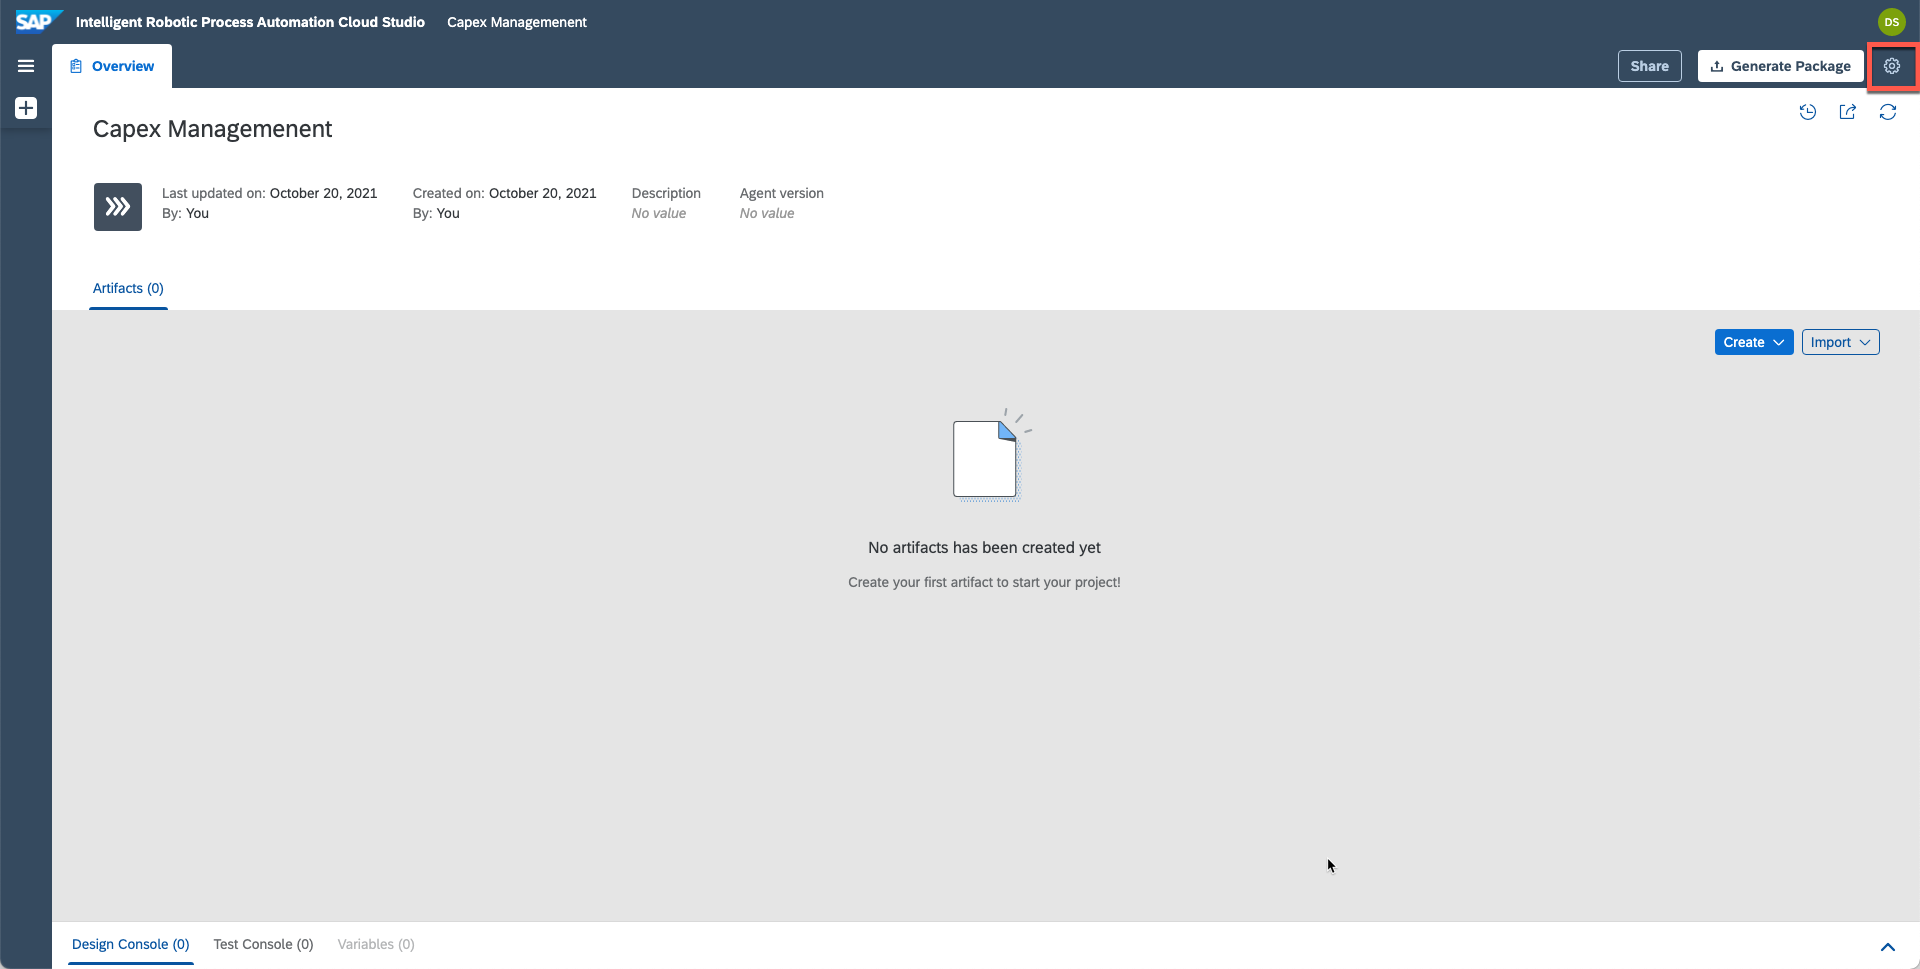 SAP Intelligent Robotic Process Automation Cloud Studio Capex Managemenent DS
Overview Share Generate Package
Capex Managemenent
Last updated on: October 20, 2021 Created on: October 20, 2021 Description Agent version
By: You By: You No value No value
Artifacts (0)
Create Import
No artifacts has been created yet
Create your first artifact to start your project!
Design Console (0) Test Console (0) Variables (0)